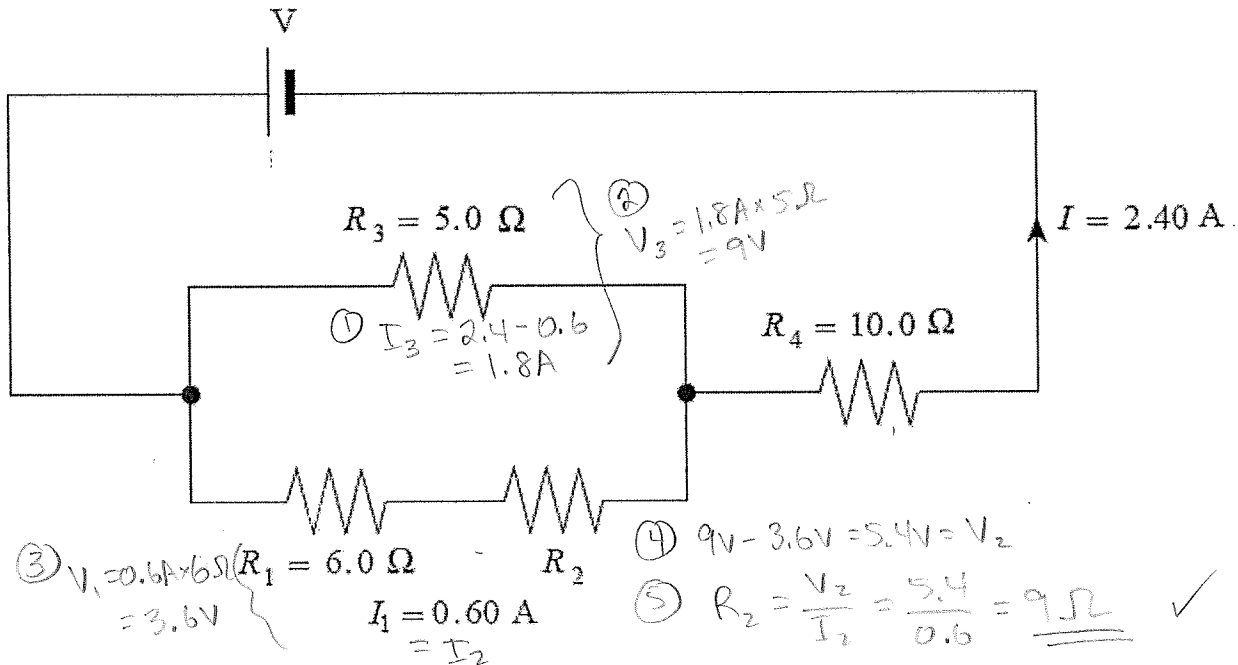 V
R₃ = 5.0 Ω
② V₃ = 1.8A × 5Ω
= 9V
I = 2.40 A
① I₃ = 2.4 - 0.6
= 1.8A
R₄ = 10.0 Ω
③ V₁ = 0.6A × 6Ω
= 3.6V
R₁ = 6.0 Ω
R₂
I₁ = 0.60 A
= I₂
④ 9V - 3.6V = 5.4V = V₂
⑤ R₂ = V₂/I₂ = 5.4/0.6 = 9Ω ✓